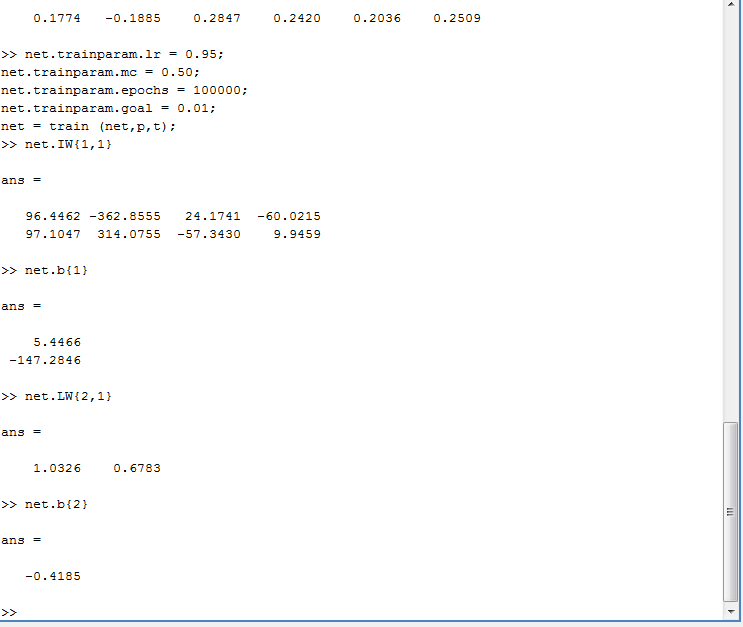 0.1774 -0.1885 0.2847 0.2420 0.2036 0.2509
>> net.trainparam.lr = 0.95;
net.trainparam.mc = 0.50;
net.trainparam.epochs = 100000;
net.trainparam.goal = 0.01;
net = train (net,p,t);
>> net.IW{1,1}
ans =
96.4462 -362.8555 24.1741 -60.0215
97.1047 314.0755 -57.3430 9.9459
>> net.b{1}
ans =
5.4466
-147.2846
>> net.LW{2,1}
ans =
1.0326 0.6783
>> net.b{2}
ans =
-0.4185
>>